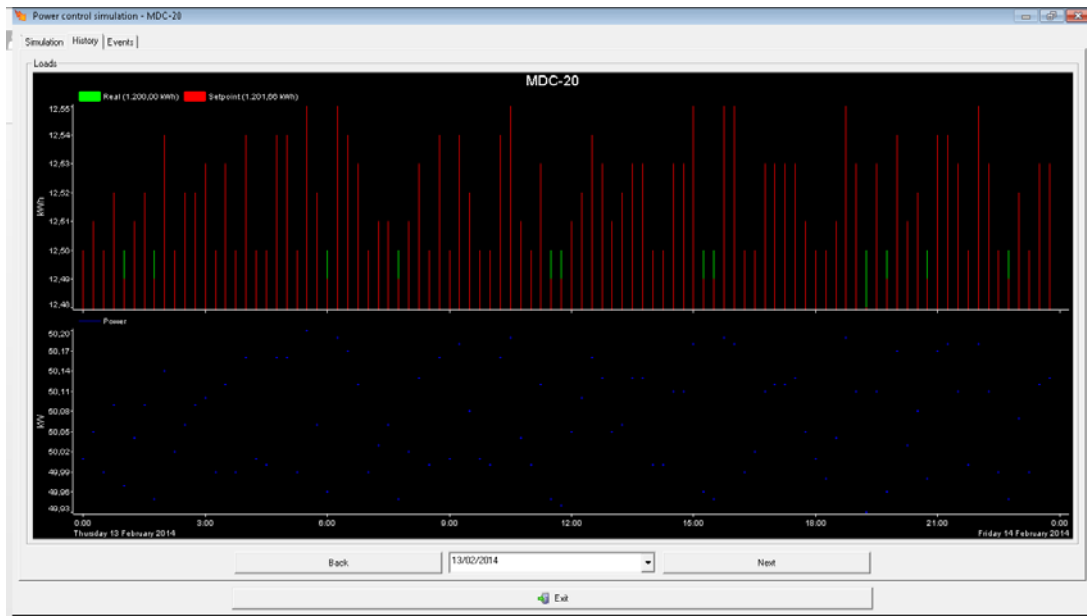 Power control simulation - MDC-20
Simulation History Events
Loads
MDC-20
Real (1.200,00 kWh) Setpoint (1.201,66 kWh)
12,55
12,54
12,53
12,52
12,51
12,50
12,49
12,48
kWh
Power
50,20
50,17
50,14
50,11
50,08
50,05
50,02
49,99
49,96
49,93
kW
0:00 3:00 6:00 9:00 12:00 15:00 18:00 21:00 0:00
Thursday 13 February 2014 Friday 14 February 2014
Back 13/02/2014 Next
Exit